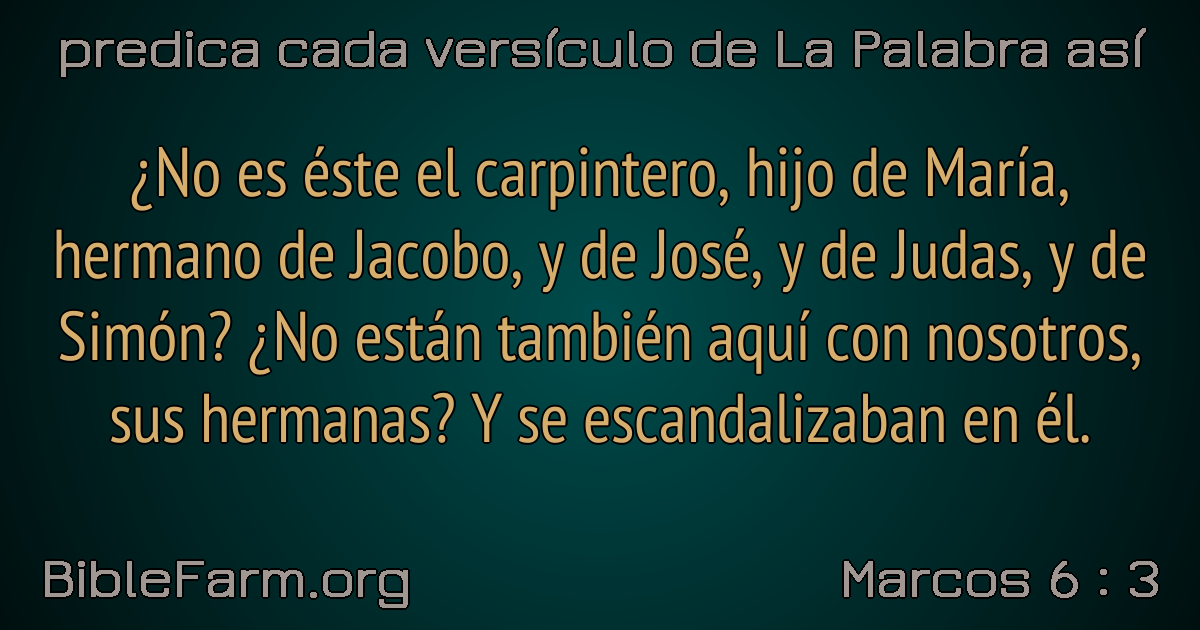 predica cada versículo de La Palabra así
¿No es éste el carpintero, hijo de María,
hermano de Jacobo, y de José, y de Judas, y de
Simón? ¿No están también aquí con nosotros,
sus hermanas? Y se escandalizaban en él.
BibleFarm.org
Marcos 6 : 3